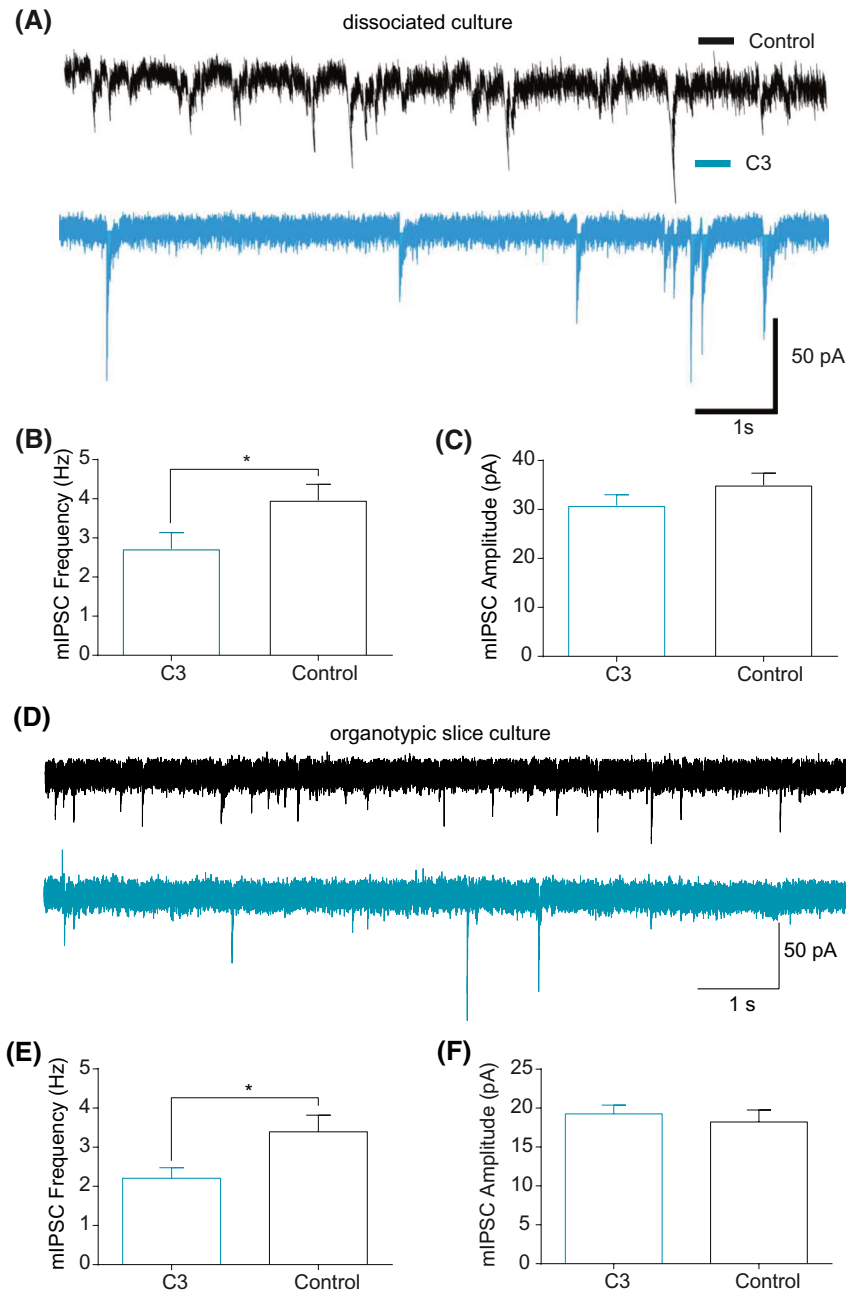 (A)
dissociated culture
Control
C3
50 pA
1s
(B)
mIPSC Frequency (Hz)
5
4
3
2
1
0
*
C3
Control
(C)
mIPSC Amplitude (pA)
40
30
20
10
0
C3
Control
(D)
organotypic slice culture
50 pA
1 s
(E)
mIPSC Frequency (Hz)
5
4
3
2
1
0
*
C3
Control
(F)
mIPSC Amplitude (pA)
25
20
15
10
5
0
C3
Control